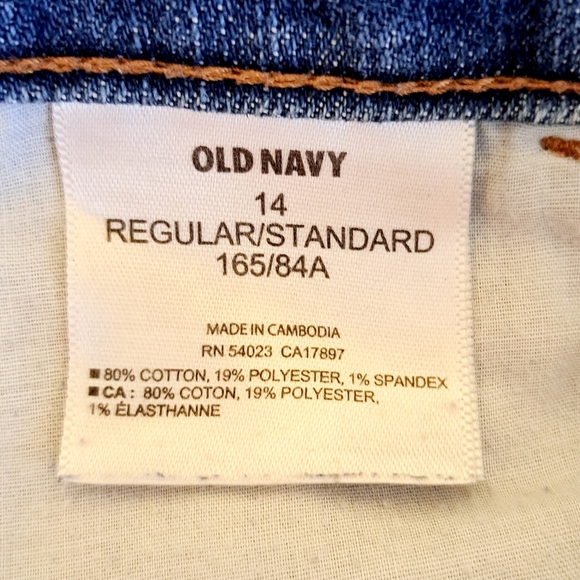 OLD NAVY
14
REGULAR/STANDARD
165/84A
MADE IN CAMBODIA
RN 54023 CA17897
80% COTTON, 19% POLYESTER, 1% SPANDEX
CA : 80% COTON, 19% POLYESTER,
1% ÉLASTHANNE